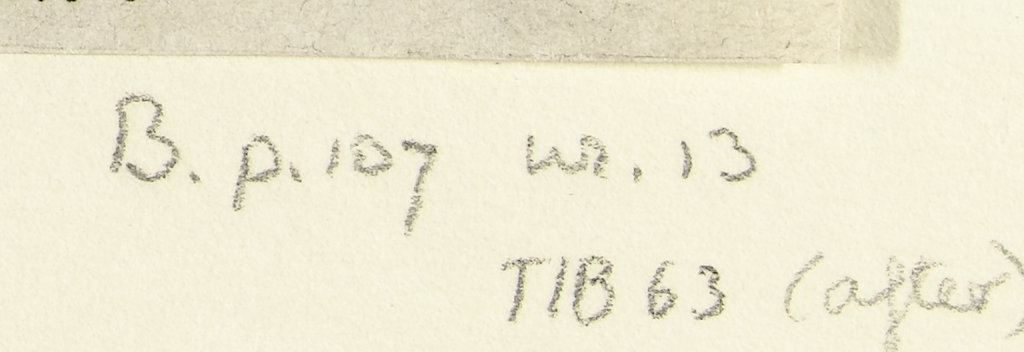 B. p. 107 nr. 13
TIB 63 (after)